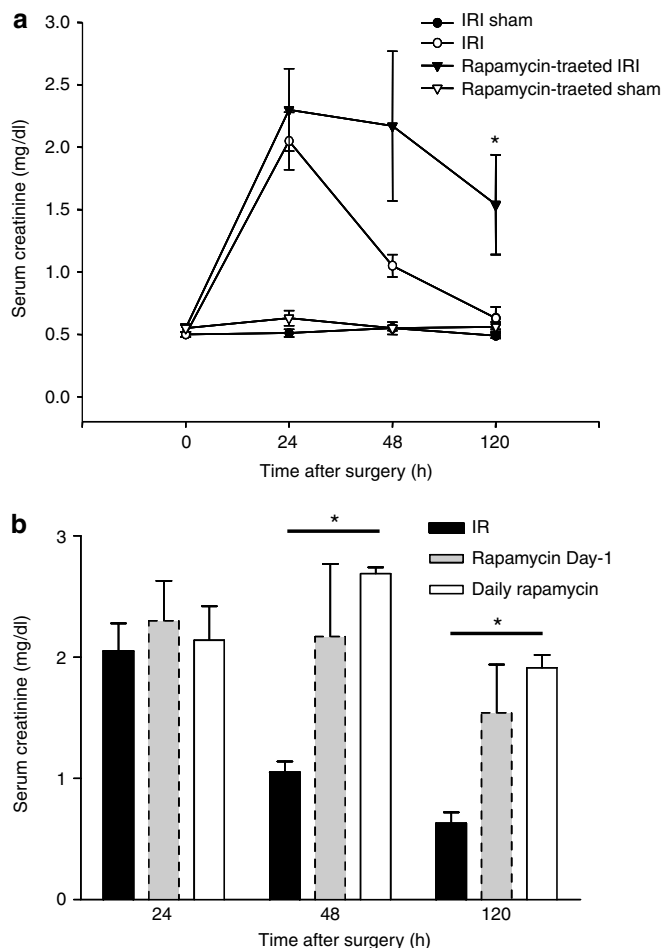 a
IRI sham
IRI
Rapamycin-traeted IRI
Rapamycin-traeted sham
Serum creatinine (mg/dl)
3.0
2.5
2.0
1.5
1.0
0.5
0.0
*
0 24 48 120
Time after surgery (h)
b
IR
Rapamycin Day-1
Daily rapamycin
Serum creatinine (mg/dl)
3
2
1
0
*
*
24 48 120
Time after surgery (h)